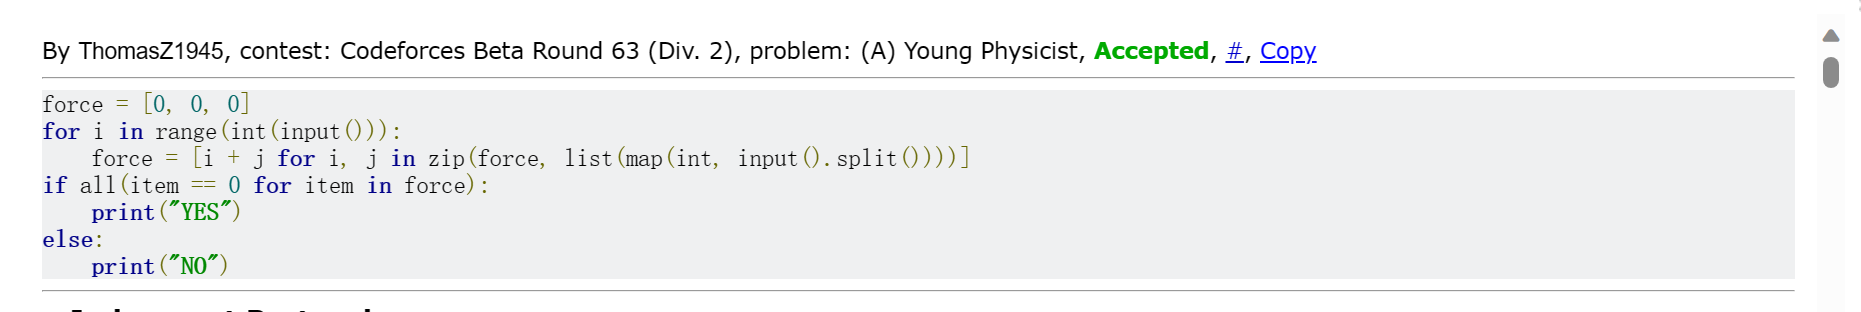 By ThomasZ1945, contest: Codeforces Beta Round 63 (Div. 2), problem: (A) Young Physicist, Accepted, #, Copy
force = [0, 0, 0]
for i in range(int(input())):
    force = [i + j for i, j in zip(force, list(map(int, input().split())))]
if all(item == 0 for item in force):
    print("YES")
else:
    print("NO")